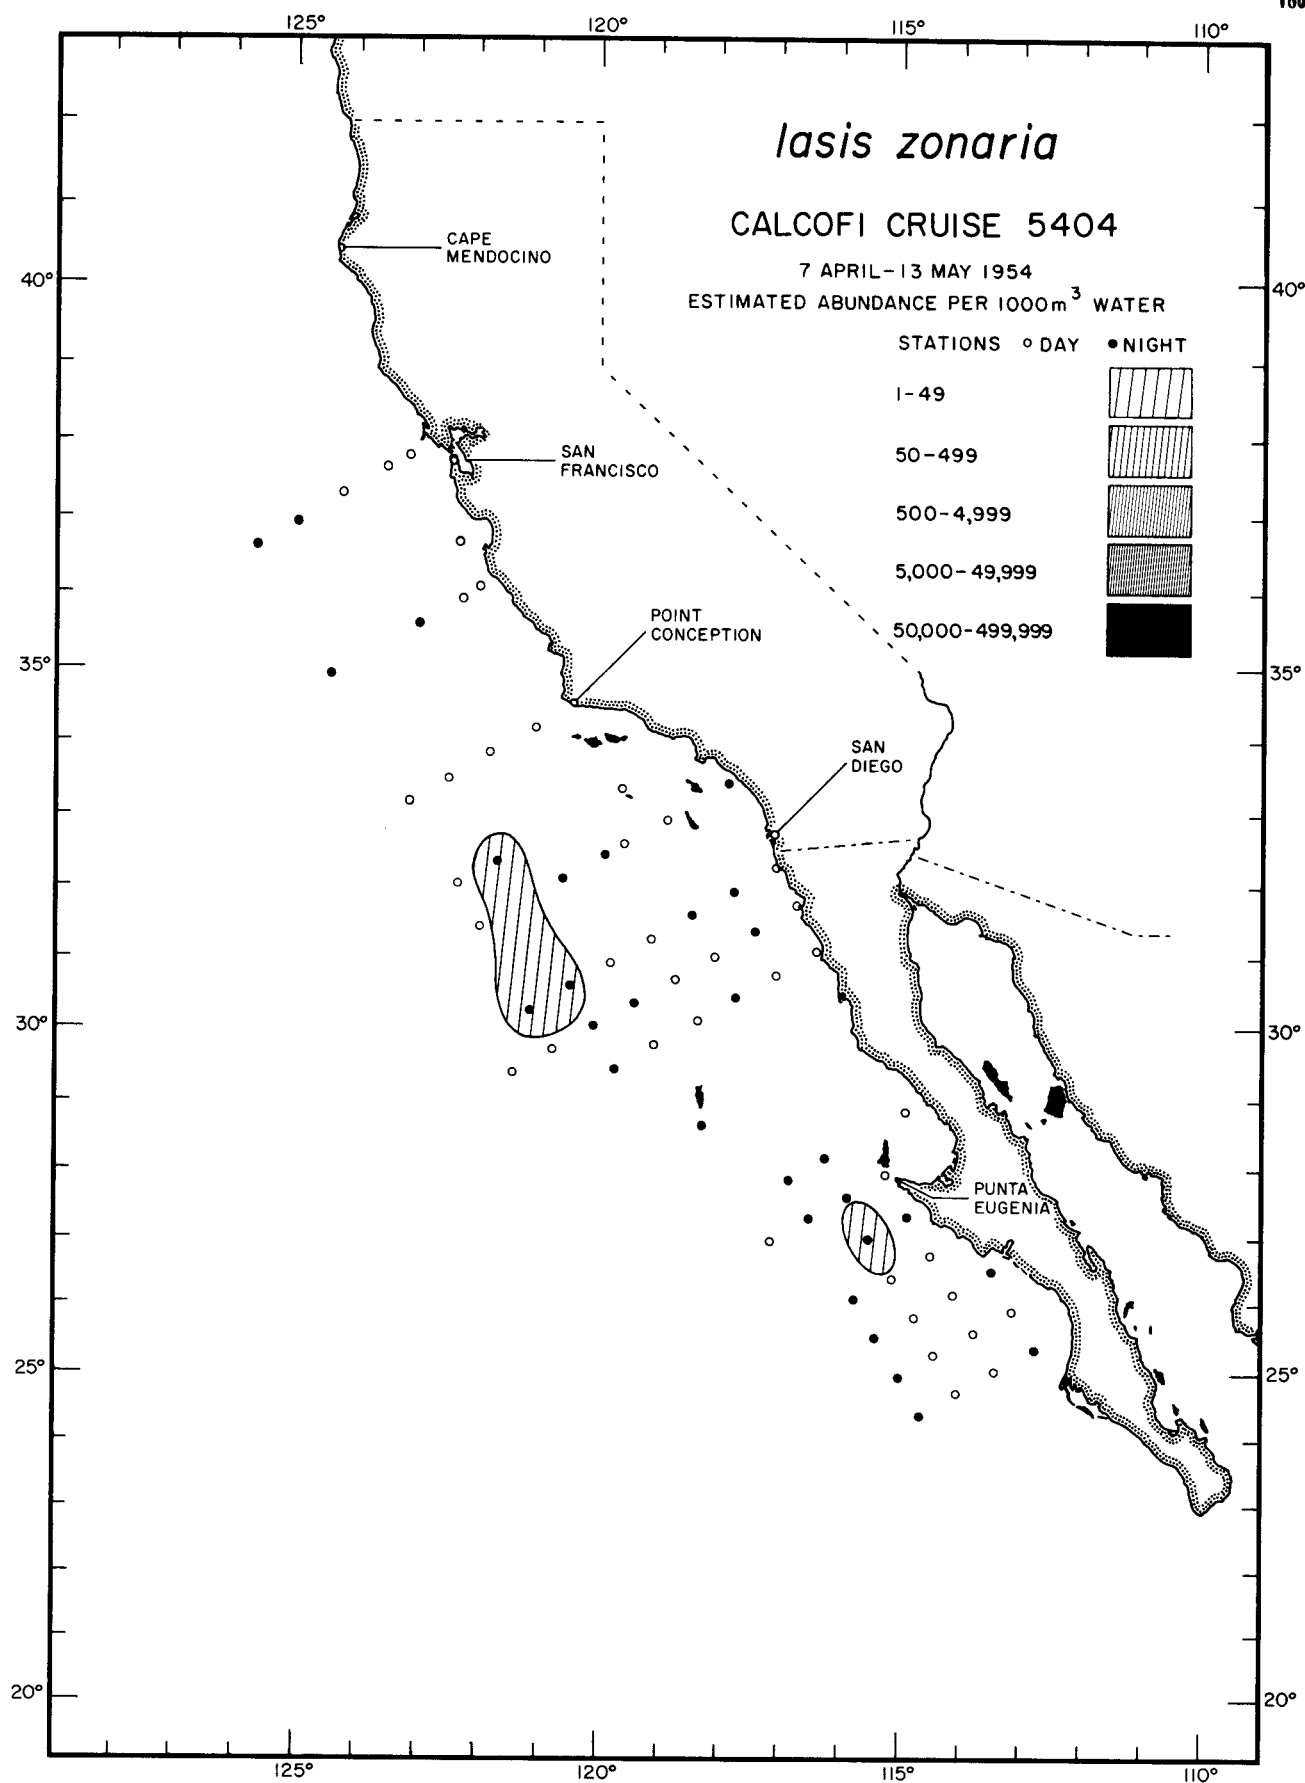 125° 120° 115° 110°
Iasis zonaria
CALCOFI CRUISE 5404
7 APRIL-13 MAY 1954
ESTIMATED ABUNDANCE PER 1000m³ WATER
STATIONS ○ DAY ● NIGHT
1-49
50-499
500-4,999
5,000-49,999
50,000-499,999
CAPE
MENDOCINO
40° 40°
SAN
FRANCISCO
POINT
CONCEPTION
35° 35°
SAN
DIEGO
30° 30°
PUNTA
EUGENIA
25° 25°
20° 20°
125° 120° 115° 110°